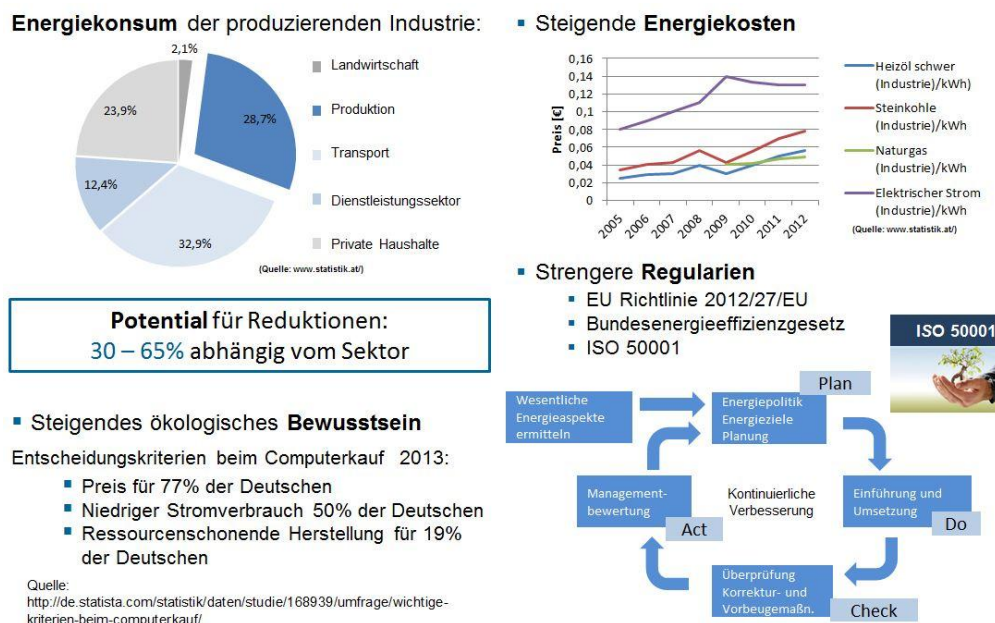 Energiekonsum der produzierenden Industrie:
2,1%
28,7%
32,9%
12,4%
23,9%
Landwirtschaft
Produktion
Transport
Dienstleistungssektor
Private Haushalte
(Quelle: www.statistik.at/)
Potential für Reduktionen:
30 – 65% abhängig vom Sektor
▪ Steigendes ökologisches Bewusstsein
Entscheidungskriterien beim Computerkauf 2013:
▪ Preis für 77% der Deutschen
▪ Niedriger Stromverbrauch 50% der Deutschen
▪ Ressourcenschonende Herstellung für 19%
der Deutschen
Quelle:
http://de.statista.com/statistik/daten/studie/168939/umfrage/wichtige-
kriterien-beim-computerkauf/
▪ Steigende Energiekosten
Preis [€]
0,16
0,14
0,12
0,1
0,08
0,06
0,04
0,02
0
2005
2006
2007
2008
2009
2010
2011
2012
Heizöl schwer
(Industrie)/kWh)
Steinkohle
(Industrie)/kWh
Naturgas
(Industrie)/kWh
Elektrischer Strom
(Industrie)/kWh
(Quelle: www.statistik.at/)
▪ Strengere Regularien
▪ EU Richtlinie 2012/27/EU
▪ Bundesenergieeffizienzgesetz
▪ ISO 50001
ISO 50001
Wesentliche
Energieaspekte
ermitteln
Plan
Energiepolitik
Energieziele
Planung
Management-
bewertung
Act
Kontinuierliche
Verbesserung
Einführung und
Umsetzung
Do
Überprüfung
Korrektur- und
Vorbeugemaßn.
Check